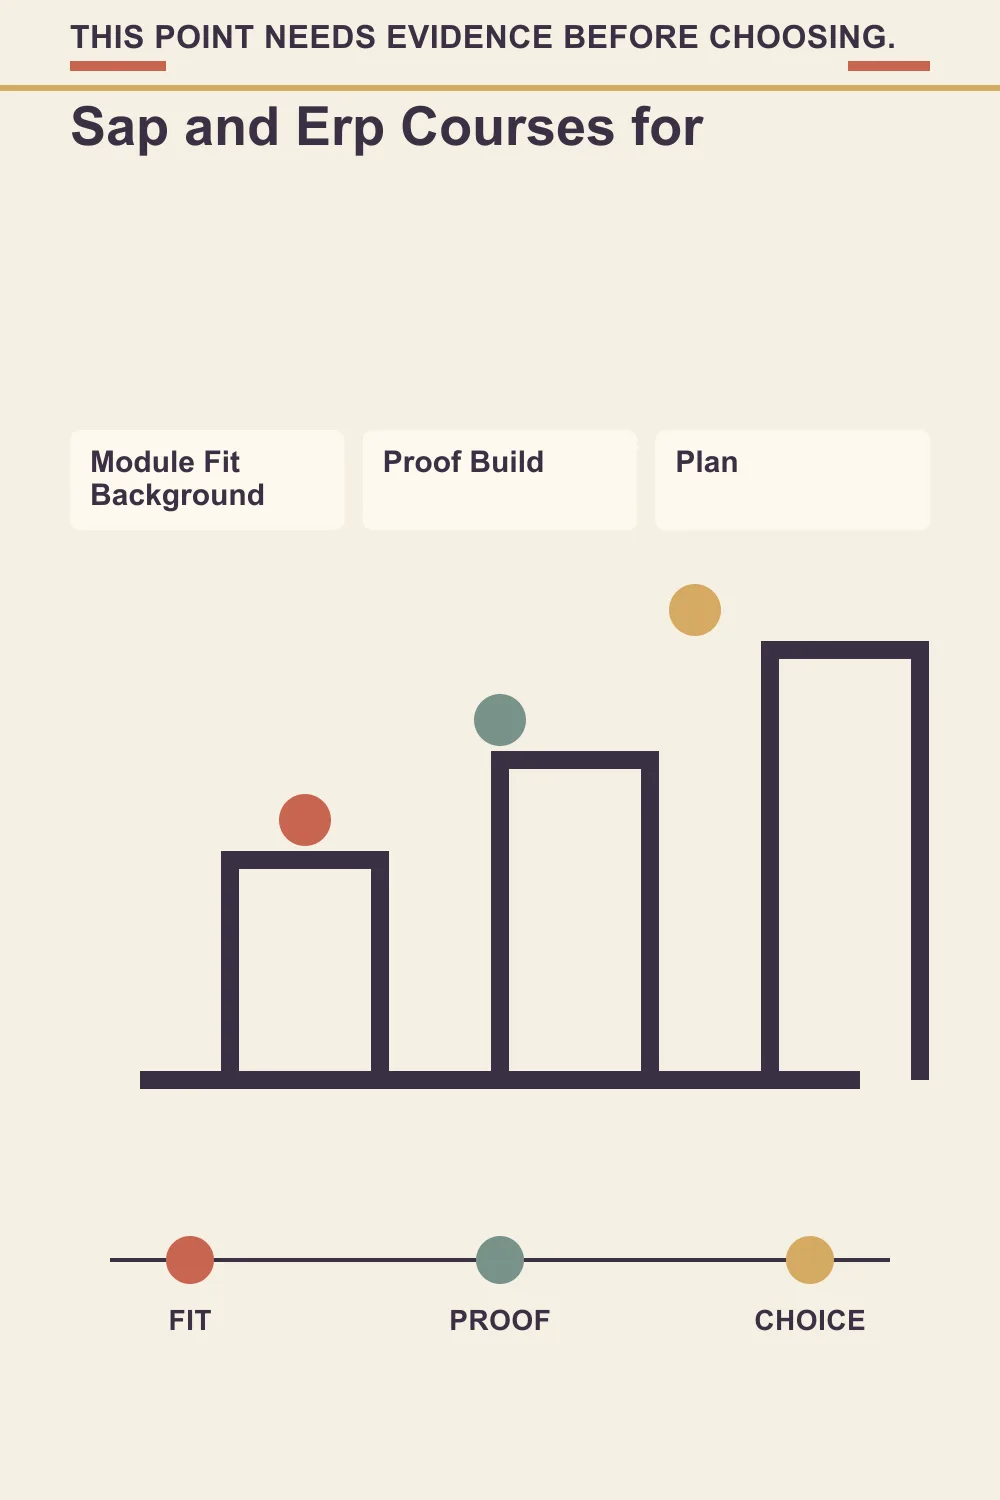 THIS POINT NEEDS EVIDENCE BEFORE CHOOSING.
Sap and Erp Courses for
Module Fit
Background
Proof Build
Plan
FIT
PROOF
CHOICE